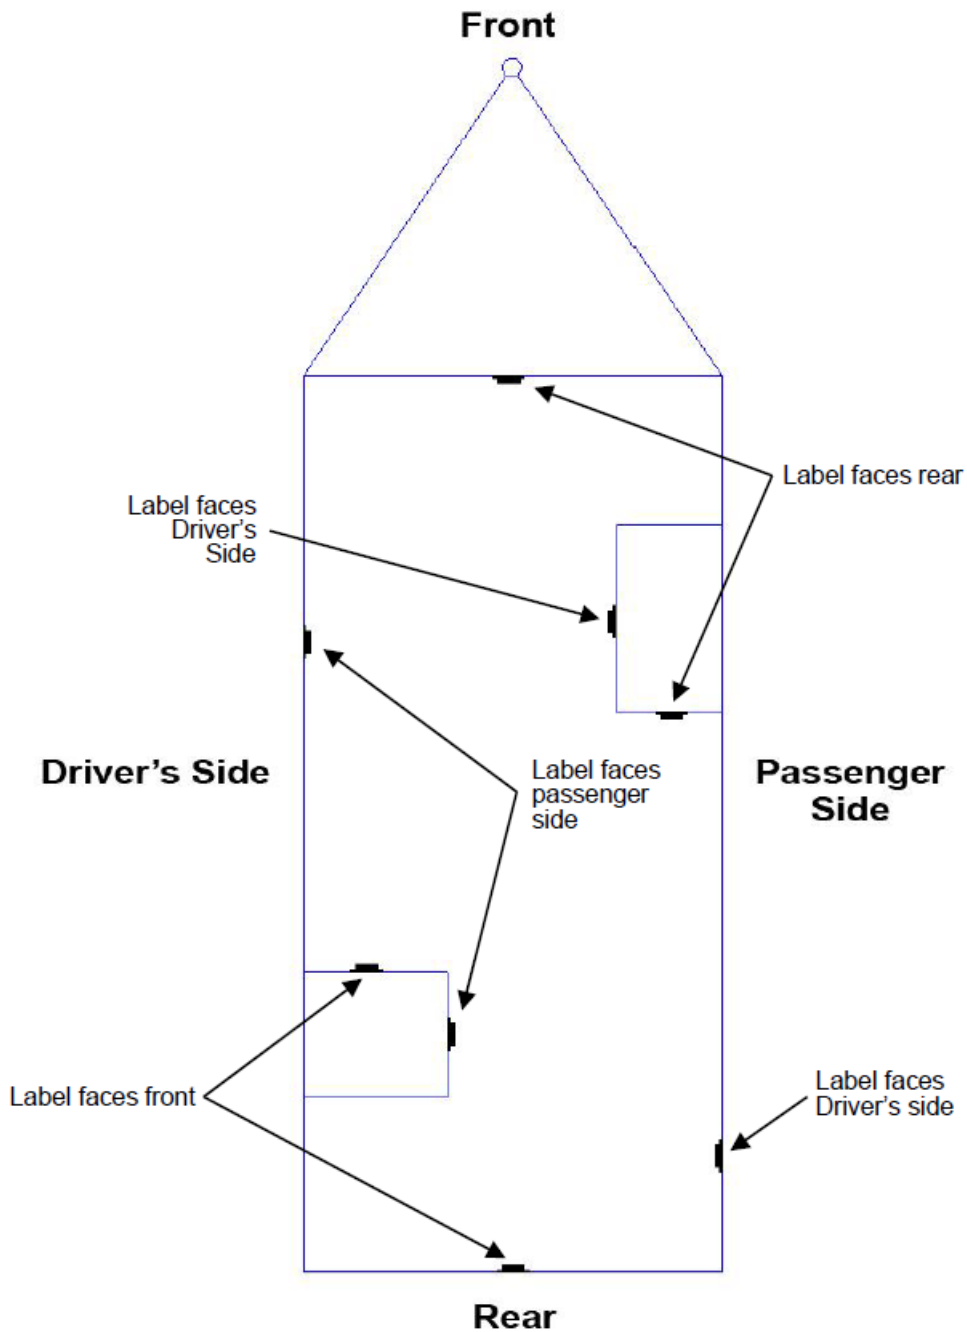 Front
Label faces rear
Label faces
Driver's
Side
Driver's Side
Label faces
passenger
side
Passenger
Side
Label faces front
Label faces
Driver's side
Rear